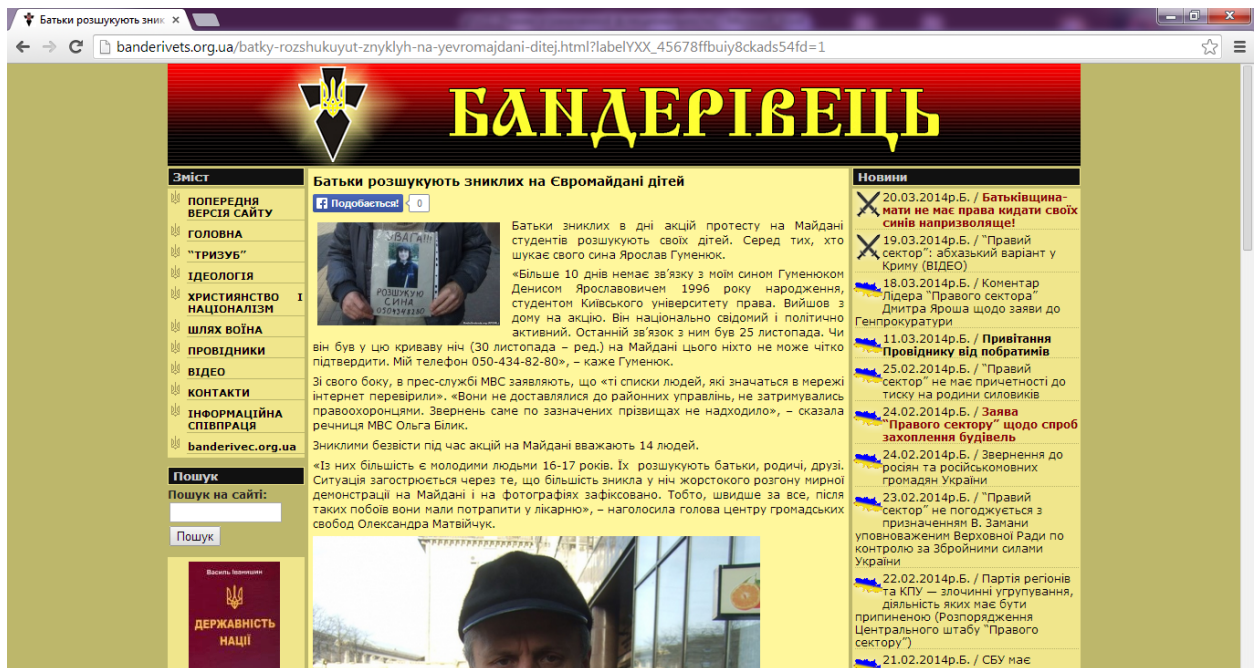 Батьки розшукують зник
banderivets.org.ua/batky-rozshukuyut-znyklyh-na-yevromajdani-ditej.html?labelYXX_45678ffbuiy8ckads54fd=1
БАНДЕРІВЕЦЬ
Зміст
ПОПЕРЕДНЯ
ВЕРСІЯ САЙТУ
ГОЛОВНА
"ТРИЗУБ"
ІДЕОЛОГІЯ
ХРИСТИЯНСТВО І
НАЦІОНАЛІЗМ
ШЛЯХ ВОЇНА
ПРОВІДНИКИ
ВІДЕО
КОНТАКТИ
ІНФОРМАЦІЙНА
СПІВПРАЦЯ
banderivec.org.ua
Пошук
Пошук на сайті:
Пошук
Василь Іванишин
ДЕРЖАВНІСТЬ
НАЦІЇ
Батьки розшукують зниклих на Євромайдані дітей
Подобається! 0
УВАГА!!!
РОЗШУКУЮ
СИНА
0504348280
Батьки зниклих в дні акцій протесту на Майдані
студентів розшукують своїх дітей. Серед тих, хто
шукає свого сина Ярослав Гуменюк.
«Більше 10 днів немає зв'язку з моїм сином Гуменюком
Денисом Ярославовичем 1996 року народження,
студентом Київського університету права. Вийшов з
дому на акцію. Він національно свідомий і політично
активний. Останній зв'язок з ним був 25 листопада. Чи
він був у цю криваву ніч (30 листопада – ред.) на Майдані цього ніхто не може чітко
підтвердити. Мій телефон 050-434-82-80», – каже Гуменюк.
Зі свого боку, в прес-службі МВС заявляють, що «ті списки людей, які значаться в мережі
інтернет перевірили». «Вони не доставлялися до районних управлінь, не затримувались
правоохоронцями. Звернень саме по зазначених прізвищах не надходило», – сказала
речниця МВС Ольга Білик.
Зниклими безвісти під час акцій на Майдані вважають 14 людей.
«Із них більшість є молодими людьми 16-17 років. Їх розшукують батьки, родичі, друзі.
Ситуація загострюється через те, що більшість зникла у ніч жорстокого розгону мирної
демонстрації на Майдані і на фотографіях зафіксовано. Тобто, швидше за все, після
таких побоїв вони мали потрапити у лікарню», – наголосила голова центру громадських
свобод Олександра Матвійчук.
Новини
20.03.2014р.Б. / Батьківщина-
мати не має права кидати своїх
синів напризволяще!
19.03.2014р.Б. / "Правий
сектор": абхазький варіант у
Криму (ВІДЕО)
18.03.2014р.Б. / Коментар
Лідера "Правого сектора"
Дмитра Яроша щодо заяви до
Генпрокуратури
11.03.2014р.Б. / Привітання
Провіднику від побратимів
25.02.2014р.Б. / "Правий
сектор" не має причетності до
тиску на родини силовиків
24.02.2014р.Б. / Заява
"Правого сектору" щодо спроб
захоплення будівель
24.02.2014р.Б. / Звернення до
росіян та російськомовних
громадян України
23.02.2014р.Б. / "Правий
сектор" не погоджується з
призначенням В. Замани
уповноваженим Верховної Ради по
контролю за Збройними силами
України
22.02.2014р.Б. / Партія регіонів
та КПУ — злочинні угрупування,
діяльність яких має бути
припиненою (Розпорядження
Центрального штабу "Правого
сектору")
21.02.2014р.Б. / СБУ має